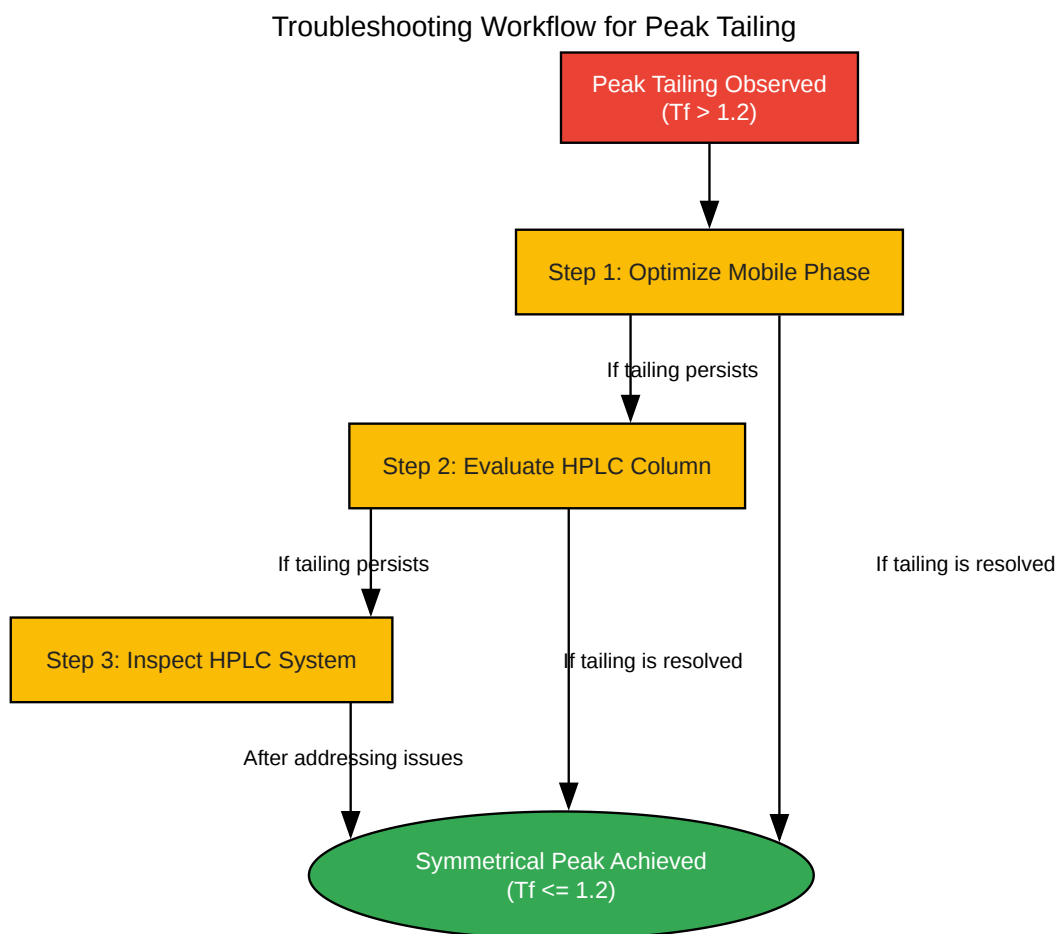 Troubleshooting Workflow for Peak Tailing
Peak Tailing Observed
(Tf > 1.2)
Step 1: Optimize Mobile Phase
If tailing persists
Step 2: Evaluate HPLC Column
If tailing persists
If tailing is resolved
Step 3: Inspect HPLC System
If tailing is resolved
After addressing issues
Symmetrical Peak Achieved
(Tf <= 1.2)